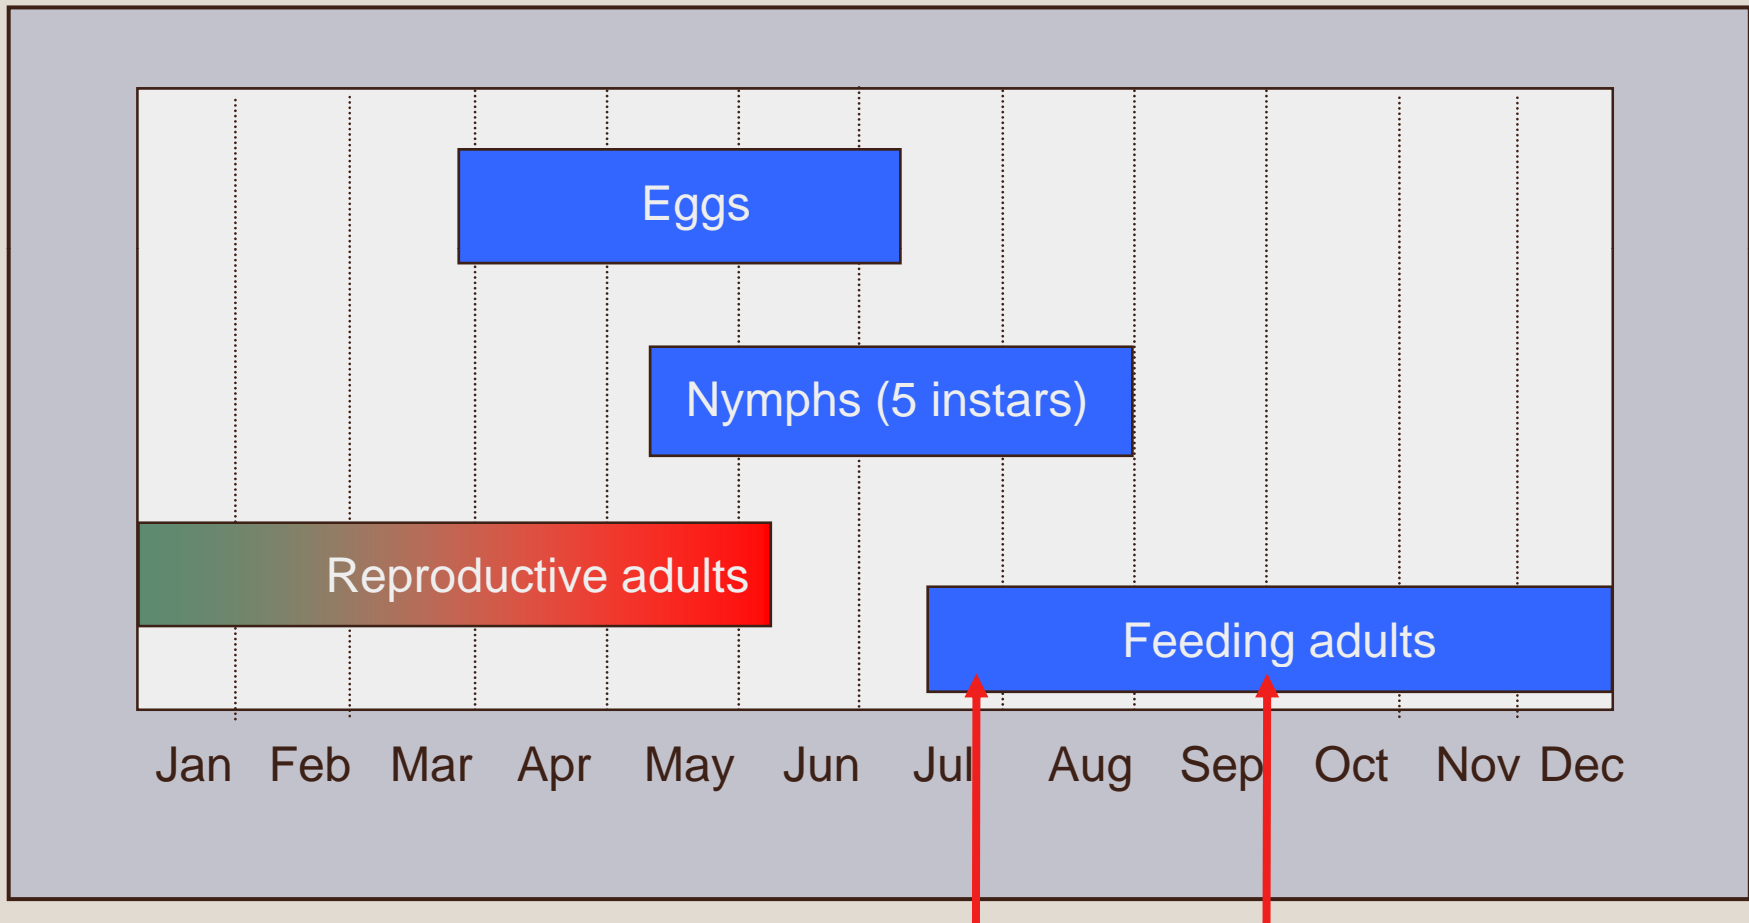 Eggs
Nymphs (5 instars)
Reproductive adults
Feeding adults
Jan Feb Mar Apr May Jun Jul Aug Sep Oct Nov Dec